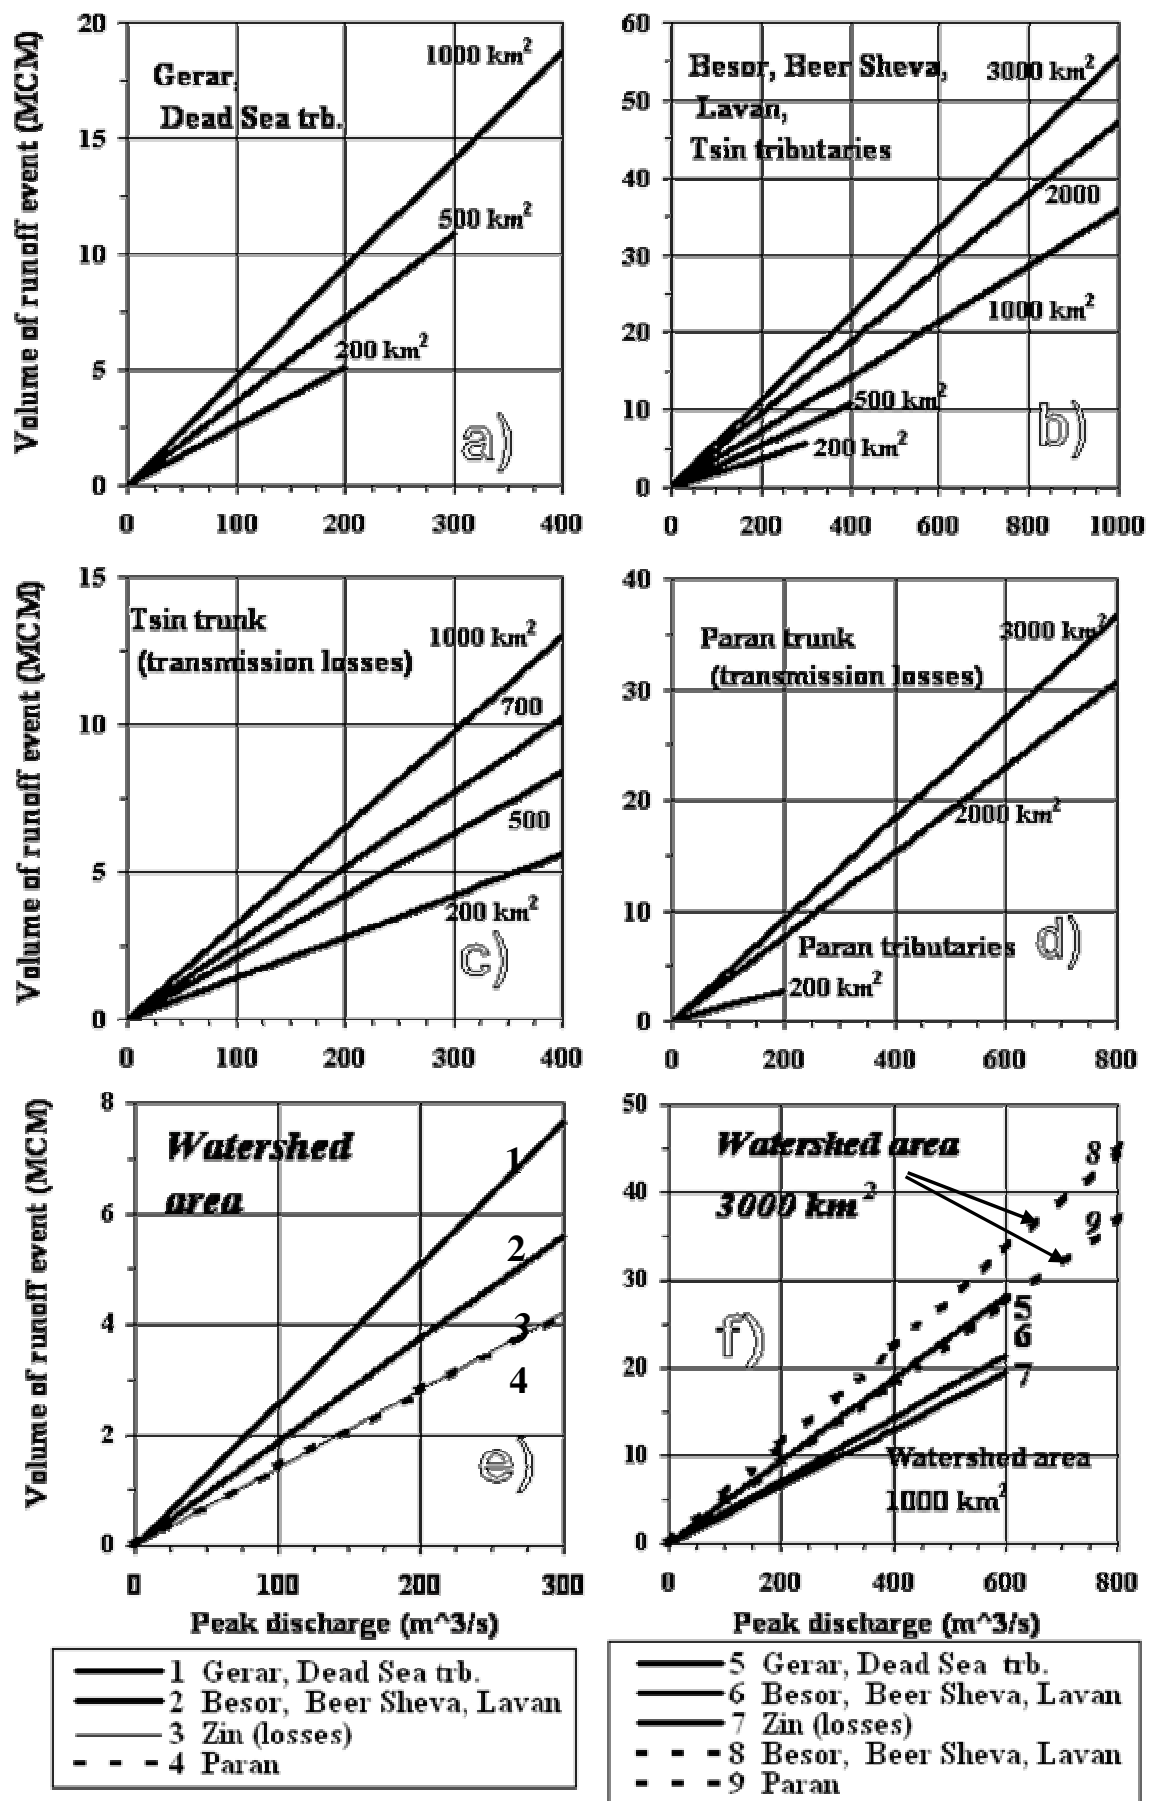 Volume of runoff event (MCM)
20
15
10
5
0
0 100 200 300 400
Gerar,
Dead Sea trb.
1000 km²
500 km²
200 km²
a)
60
50
40
30
20
10
0
0 200 400 600 800 1000
Besor, Beer Sheva,
Lavan,
Tsin tributaries
3000 km²
2000
1000 km²
500 km²
200 km²
b)
Volume of runoff event (MCM)
15
10
5
0
0 100 200 300 400
Tsin trunk
(transmission losses)
1000 km²
700
500
200 km²
c)
40
30
20
10
0
0 200 400 600 800
Paran trunk
(transmission losses)
3000 km²
2000 km²
Paran tributaries
200 km²
d)
Volume of runoff event (MCM)
8
6
4
2
0
0 100 200 300
Peak discharge (m^3/s)
Watershed
area
1
2
3
4
e)
50
40
30
20
10
0
0 200 400 600 800
Peak discharge (m^3/s)
Watershed area
3000 km²
8
9
5
6
7
f)
Watershed area
1000 km²
1 Gerar, Dead Sea trb.
2 Besor, Beer Sheva, Lavan
3 Zin (losses)
4 Paran
5 Gerar, Dead Sea trb.
6 Besor, Beer Sheva, Lavan
7 Zin (losses)
8 Besor, Beer Sheva, Lavan
9 Paran